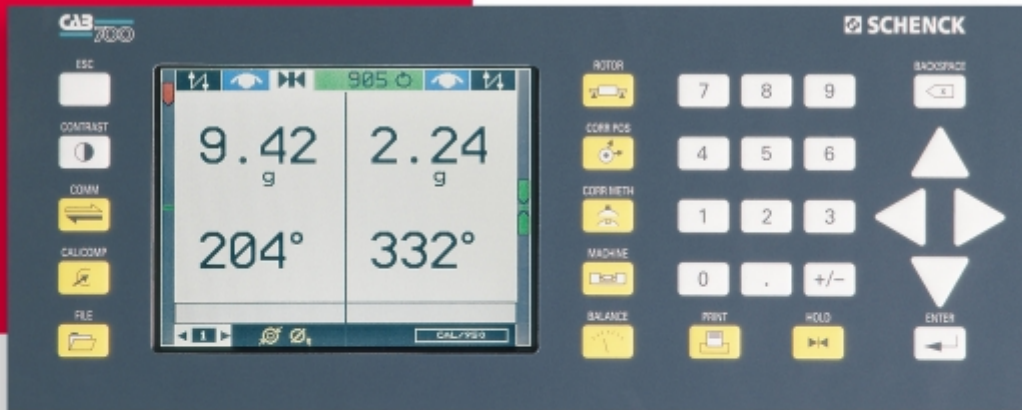 CAB 700
SCHENCK
ESC
CONTRAST
COMM
CAL/COMP
FILE
905
9.42 2.24
g g
204° 332°
1
CAL/950
ROTOR
CORR POS
CORR METH
MACHINE
BALANCE
7 8 9
4 5 6
1 2 3
0 . +/-
PRINT HOLD
BACKSPACE
x
ENTER